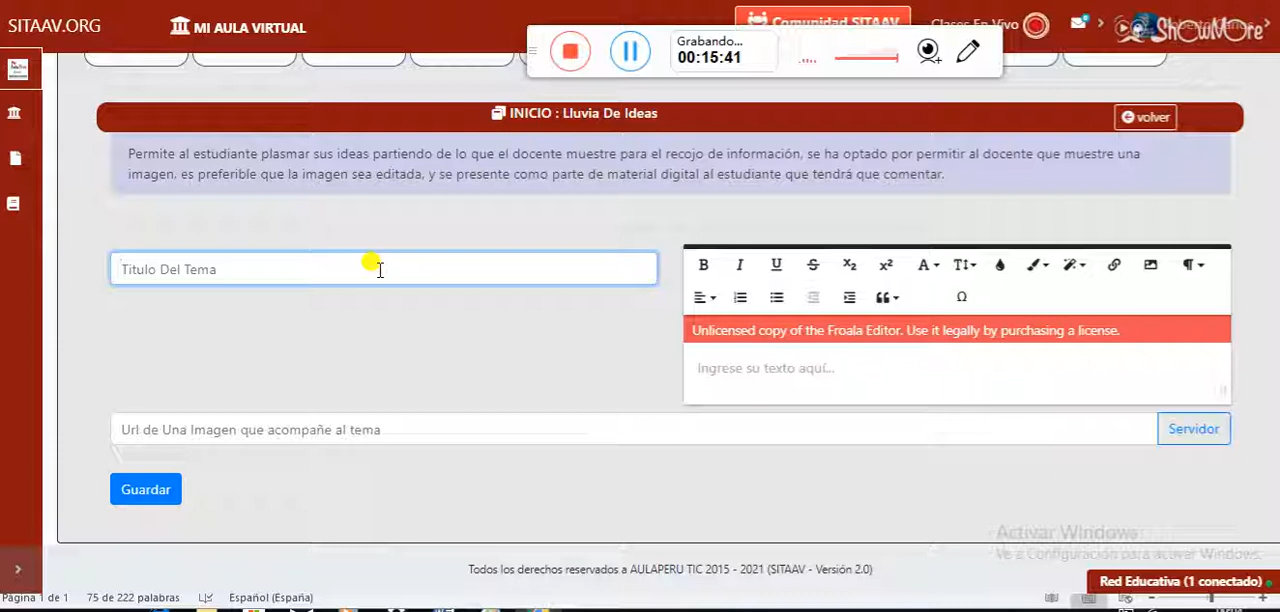 SITAAV.ORG
MI AULA VIRTUAL
Comunidad SITAAV
Clases En Vivo
ShowMore
Grabando...
00:15:41
INICIO : Lluvia De Ideas
volver
Permite al estudiante plasmar sus ideas partiendo de lo que el docente muestre para el recojo de información, se ha optado por permitir al docente que muestre una
imagen, es preferible que la imagen sea editada, y se presente como parte de material digital al estudiante que tendrá que comentar.
Titulo Del Tema
Unlicensed copy of the Froala Editor. Use it legally by purchasing a license.
Ingrese su texto aquí...
Url de Una Imagen que acompañe al tema
Servidor
Guardar
Activar Windows
Ve a Configuración para activar Windows.
Todos los derechos reservados a AULAPERU TIC 2015 - 2021 (SITAAV - Versión 2.0)
Red Educativa (1 conectado)
Página 1 de 1
75 de 222 palabras
Español (España)